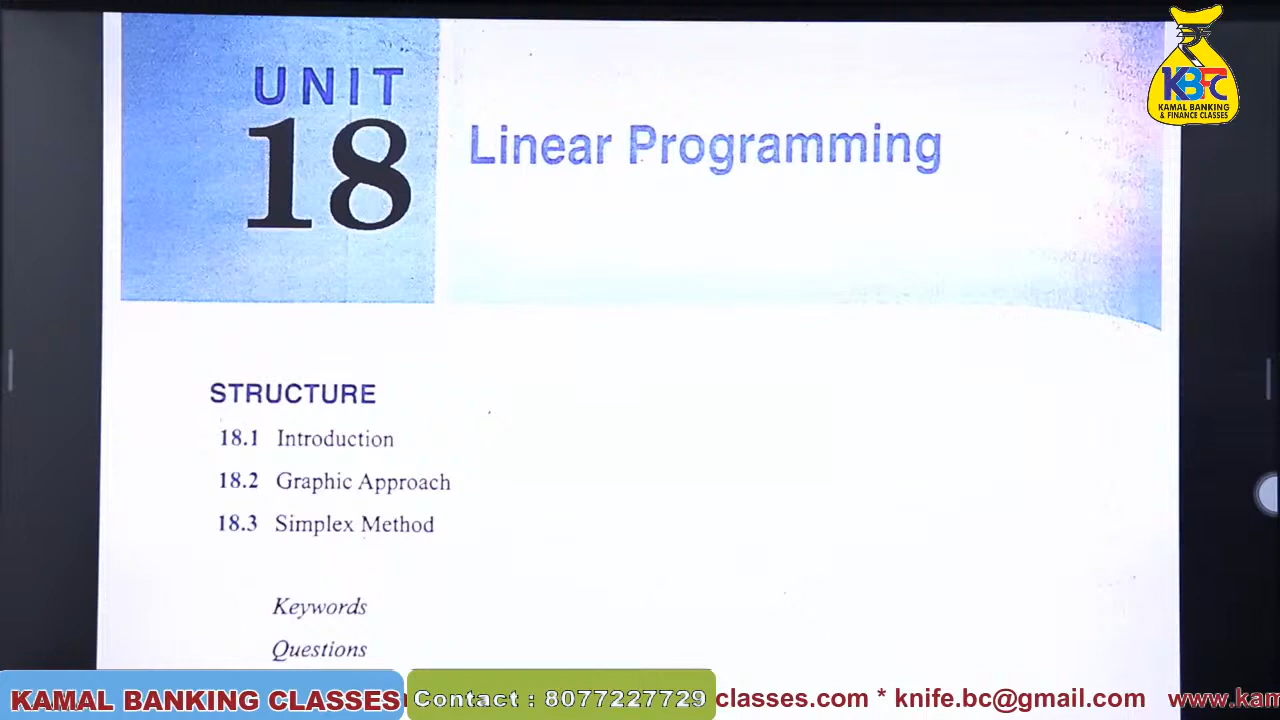 UNIT
18
Linear Programming
KBFC
KAMAL BANKING
& FINANCE CLASSES
STRUCTURE
18.1 Introduction
18.2 Graphic Approach
18.3 Simplex Method
Keywords
Questions
KAMAL BANKING CLASSES Contact : 8077227729 classes.com * knife.bc@gmail.com www.kam